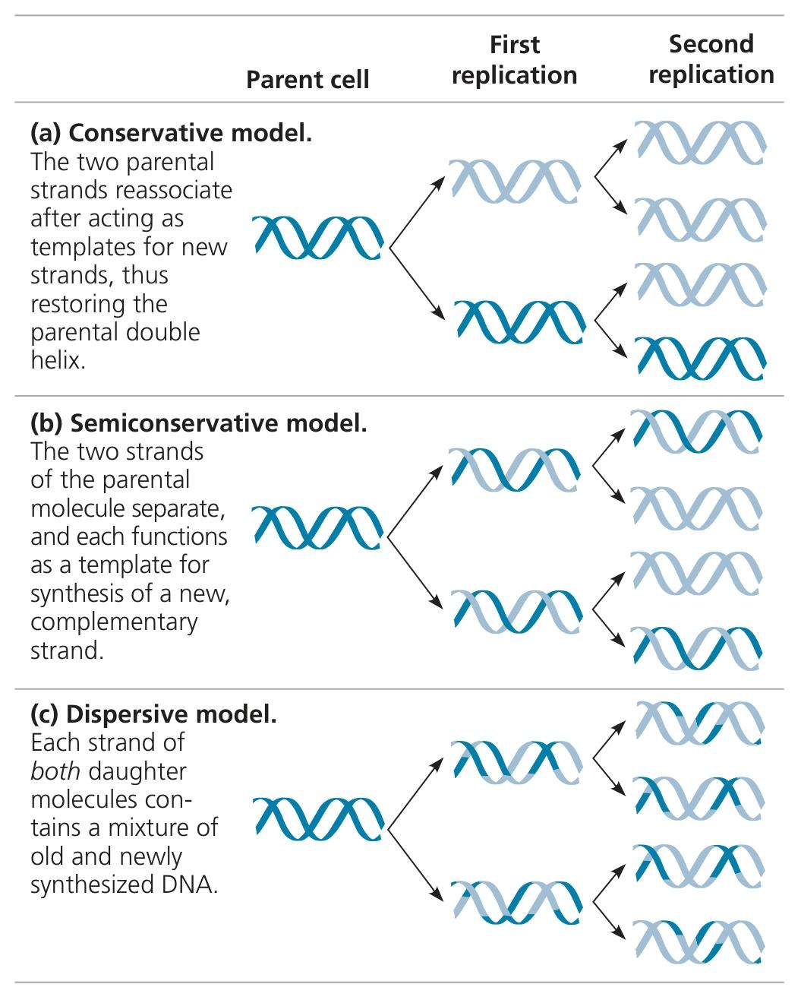 Parent cell
First
replication
Second
replication
(a) Conservative model.
The two parental
strands reassociate
after acting as
templates for new
strands, thus
restoring the
parental double
helix.
(b) Semiconservative model.
The two strands
of the parental
molecule separate,
and each functions
as a template for
synthesis of a new,
complementary
strand.
(c) Dispersive model.
Each strand of
both daughter
molecules con-
tains a mixture of
old and newly
synthesized DNA.